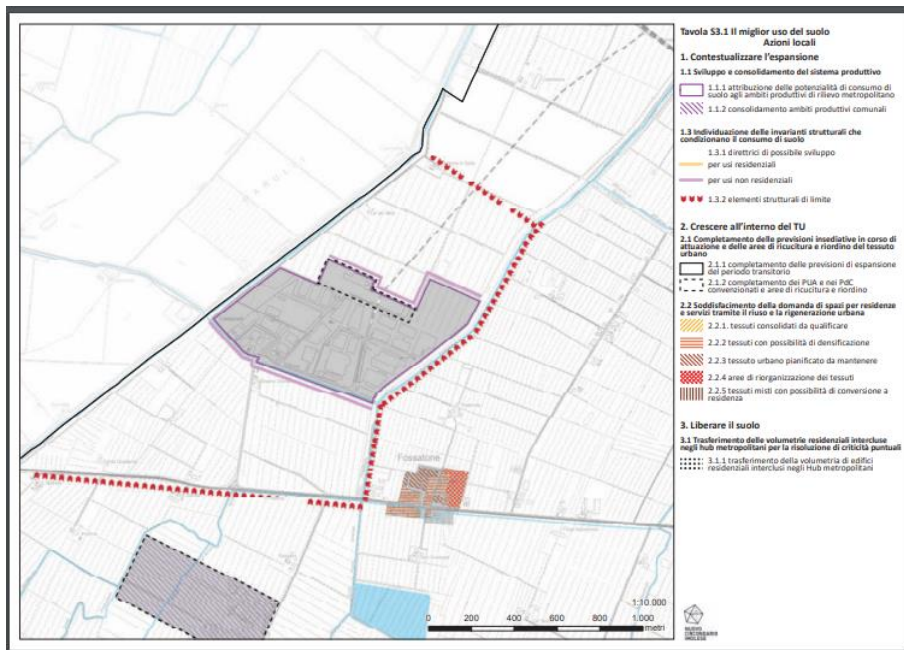 Tavola S3.1 Il miglior uso del suolo
Azioni locali
1. Contestualizzare l'espansione
1.1 Sviluppo e consolidamento del sistema produttivo
1.1.1 attribuzione delle potenzialità di consumo di
suolo agli ambiti produttivi di rilievo metropolitano
1.1.2 consolidamento ambiti produttivi comunali
1.3 Individuazione delle invarianti strutturali che
condizionano il consumo di suolo
1.3.1 direttrici di possibile sviluppo
per usi residenziali
per usi non residenziali
1.3.2 elementi strutturali di limite
2. Crescere all'interno del TU
2.1 Completamento delle previsioni insediative in corso di
attuazione e delle aree di ricucitura e riordino del tessuto
urbano
2.1.1 completamento delle previsioni di espansione
del periodo transitorio
2.1.2 completamento dei PUA e nei PdC
convenzionati e aree di ricucitura e riordino
2.2 Soddisfacimento della domanda di spazi per residenze
e servizi tramite il riuso e la rigenerazione urbana
2.2.1. tessuti consolidati da qualificare
2.2.2 tessuti con possibilità di densificazione
2.2.3 tessuto urbano pianificato da mantenere
2.2.4 aree di riorganizzazione dei tessuti
2.2.5 tessuti misti con possibilità di conversione a
residenza
3. Liberare il suolo
3.1 Trasferimento delle volumetrie residenziali intercluse
negli hub metropolitani per la risoluzione di criticità puntuali
3.1.1 trasferimento della volumetria di edifici
residenziali interclusi negli Hub metropolitani
Fossatone
1:10.000
0 200 400 600 800 1.000
metri
NUOVO
CIRCONDARIO
IMOLESE